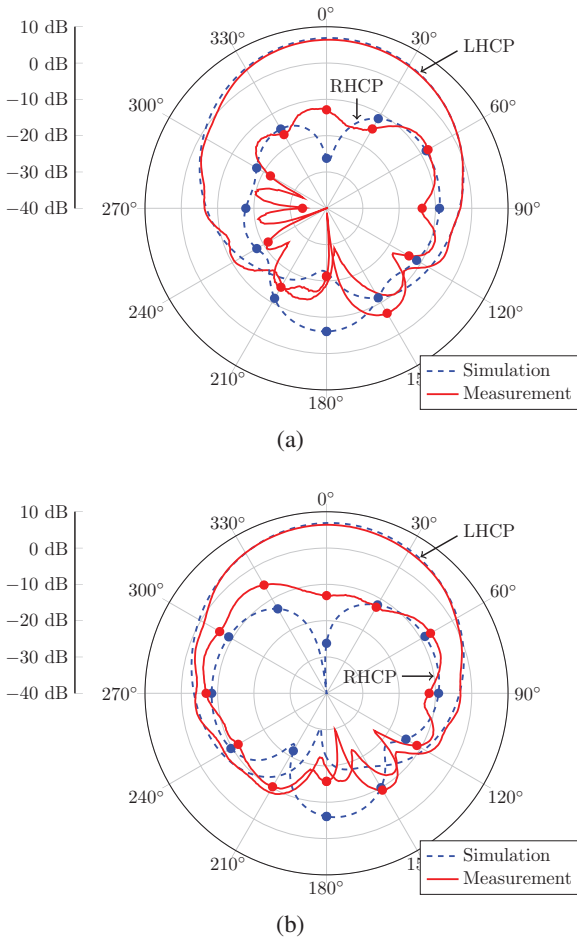 10 dB
0 dB
−10 dB
−20 dB
−30 dB
−40 dB
0°
30°
60°
90°
120°
15
180°
210°
240°
270°
300°
330°
LHCP
RHCP
Simulation
Measurement
(a)
10 dB
0 dB
−10 dB
−20 dB
−30 dB
−40 dB
0°
30°
60°
90°
120°
15
180°
210°
240°
270°
300°
330°
LHCP
RHCP
Simulation
Measurement
(b)